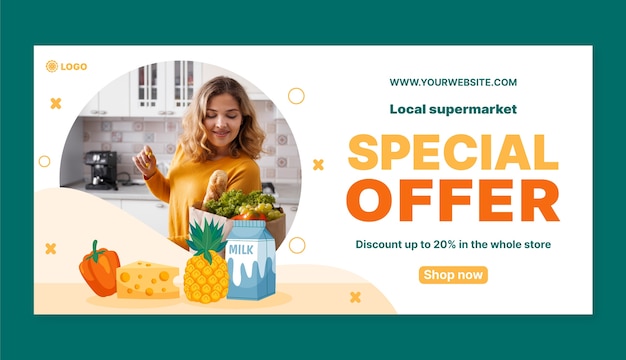 LOGO
WWW.YOURWEBSITE.COM
Local supermarket
SPECIAL
OFFER
Discount up to 20% in the whole store
Shop now
MILK